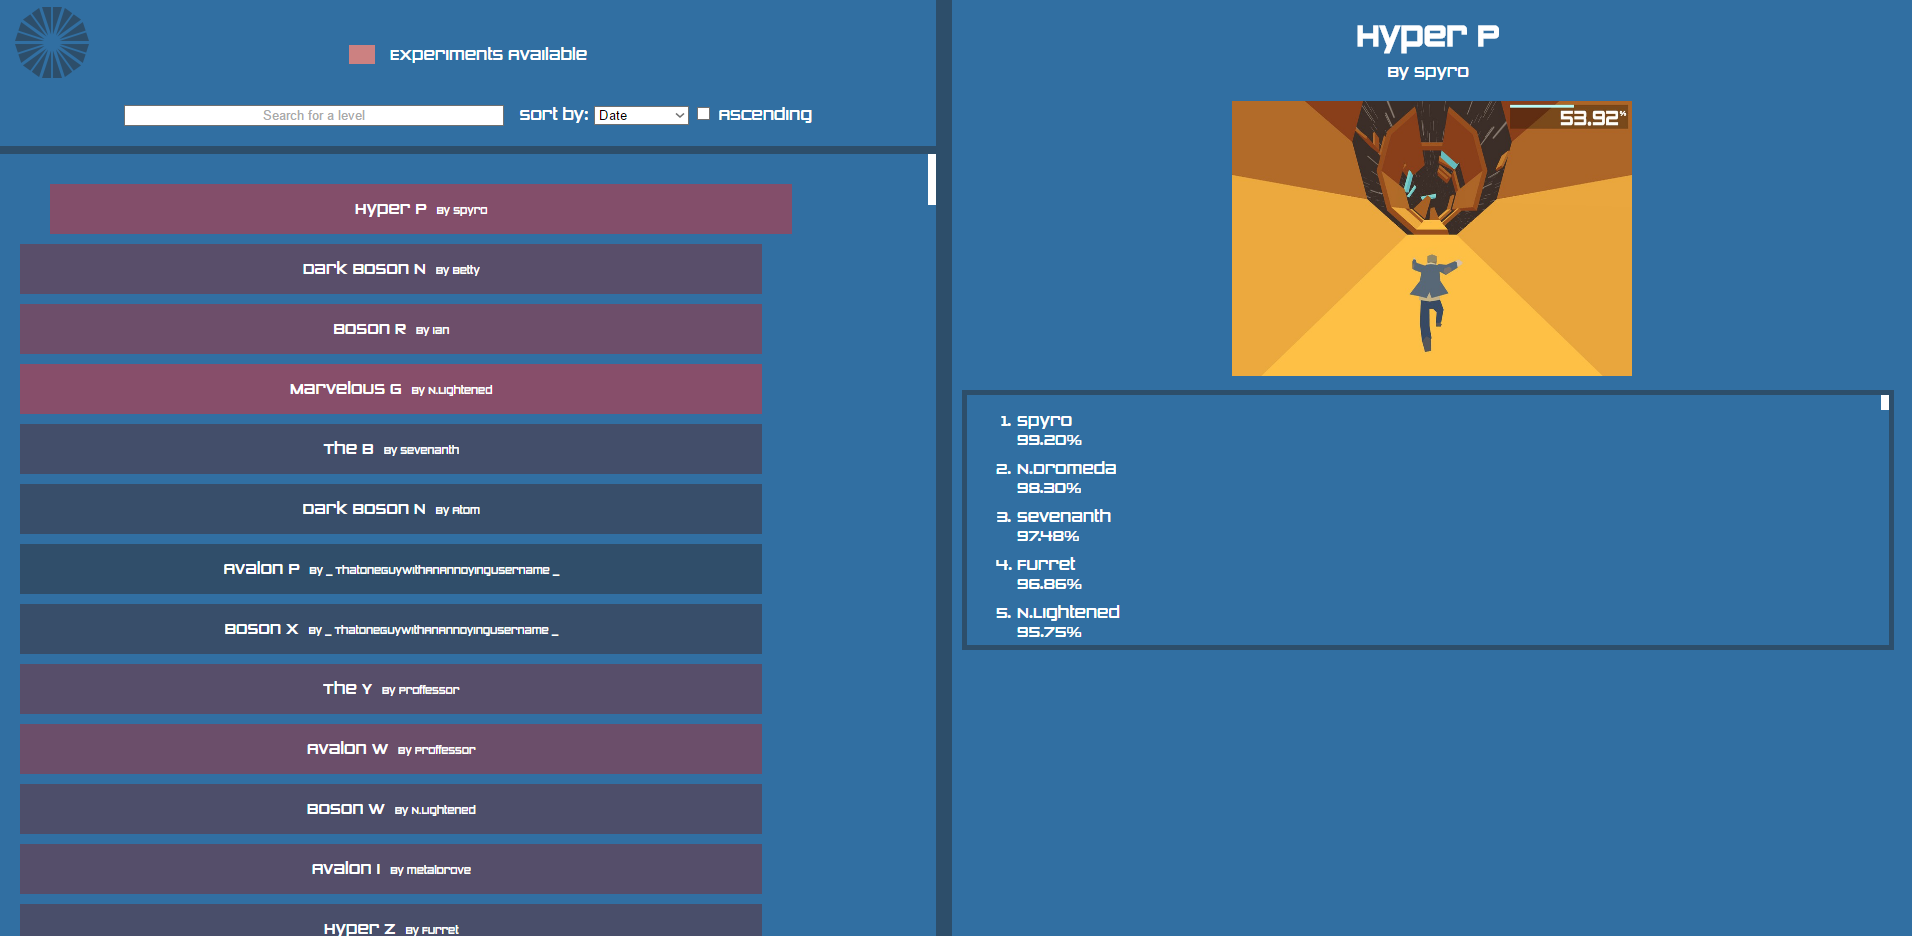 Experiments Available
Search for a level
Sort by: Date Ascending
Hyper P By Spyro
Dark Boson N By Betty
Boson R By Ian
Marvelous G By N.Lightened
The B By Sevenanth
Dark Boson N By Atom
Avalon P By _ThatOneGuyWithAnAnnoyingUsername_
Boson X By _ThatOneGuyWithAnAnnoyingUsername_
The Y By Proffessor
Avalon W By Proffessor
Boson W By N.Lightened
Avalon I By Metalorove
Hyper Z By Furret
Hyper P
By Spyro
53.92%
1. Spyro
99.20%
2. N.Dromeda
98.30%
3. Sevenanth
97.48%
4. Furret
96.86%
5. N.Lightened
95.75%